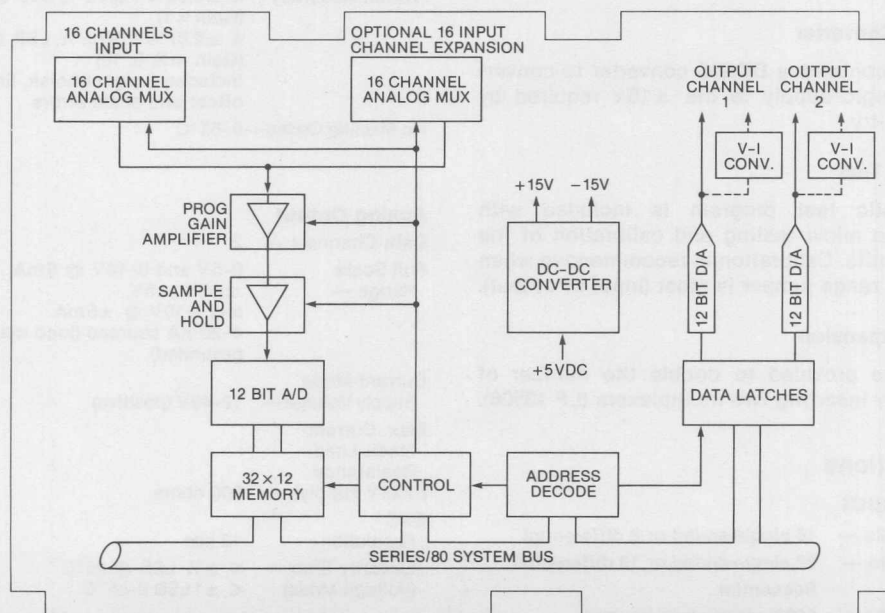 16 CHANNELS
INPUT
OPTIONAL 16 INPUT
CHANNEL EXPANSION
16 CHANNEL
ANALOG MUX
16 CHANNEL
ANALOG MUX
OUTPUT
CHANNEL
1
OUTPUT
CHANNEL
2
V–I
CONV.
V–I
CONV.
+15V
−15V
PROG
GAIN
AMPLIFIER
SAMPLE
AND
HOLD
DC–DC
CONVERTER
+5VDC
12 BIT D/A
12 BIT D/A
12 BIT A/D
DATA LATCHES
32×12
MEMORY
CONTROL
ADDRESS
DECODE
SERIES/80 SYSTEM BUS